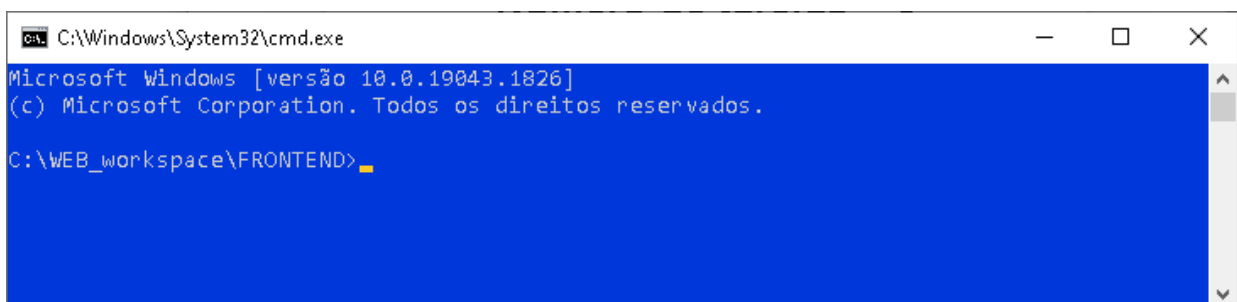 C:\Windows\System32\cmd.exe
Microsoft Windows [versão 10.0.19043.1826]
(c) Microsoft Corporation. Todos os direitos reservados.
C:\WEB_workspace\FRONTEND>